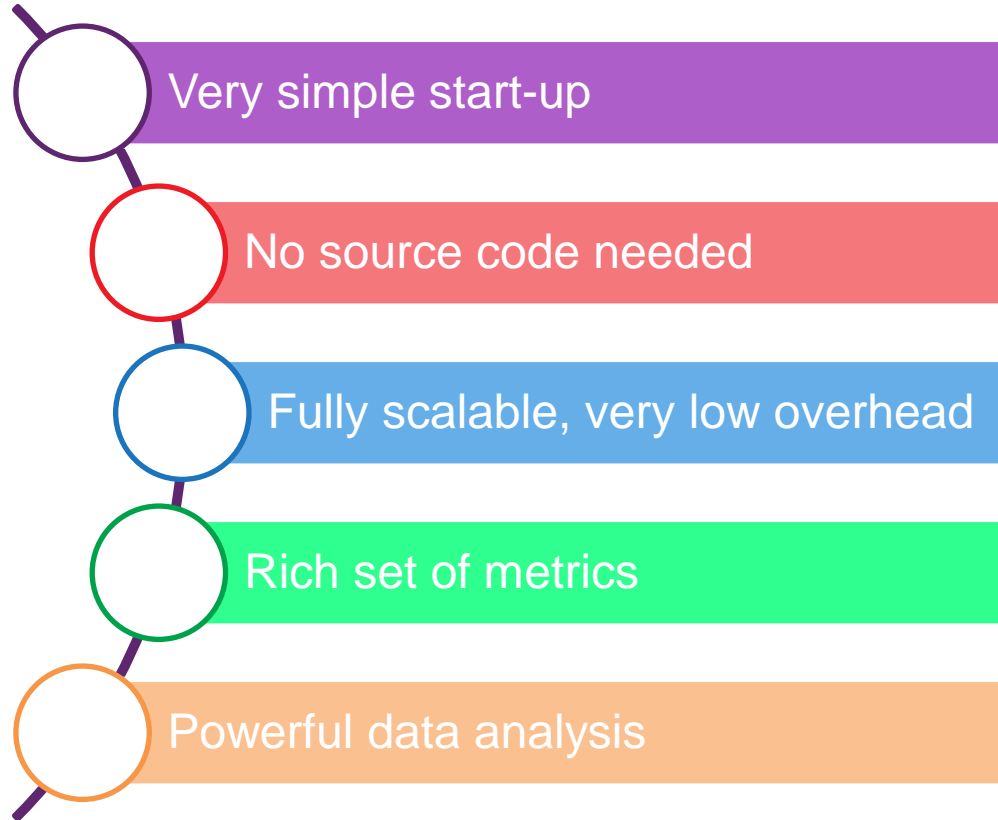 Very simple start-up
No source code needed
Fully scalable, very low overhead
Rich set of metrics
Powerful data analysis